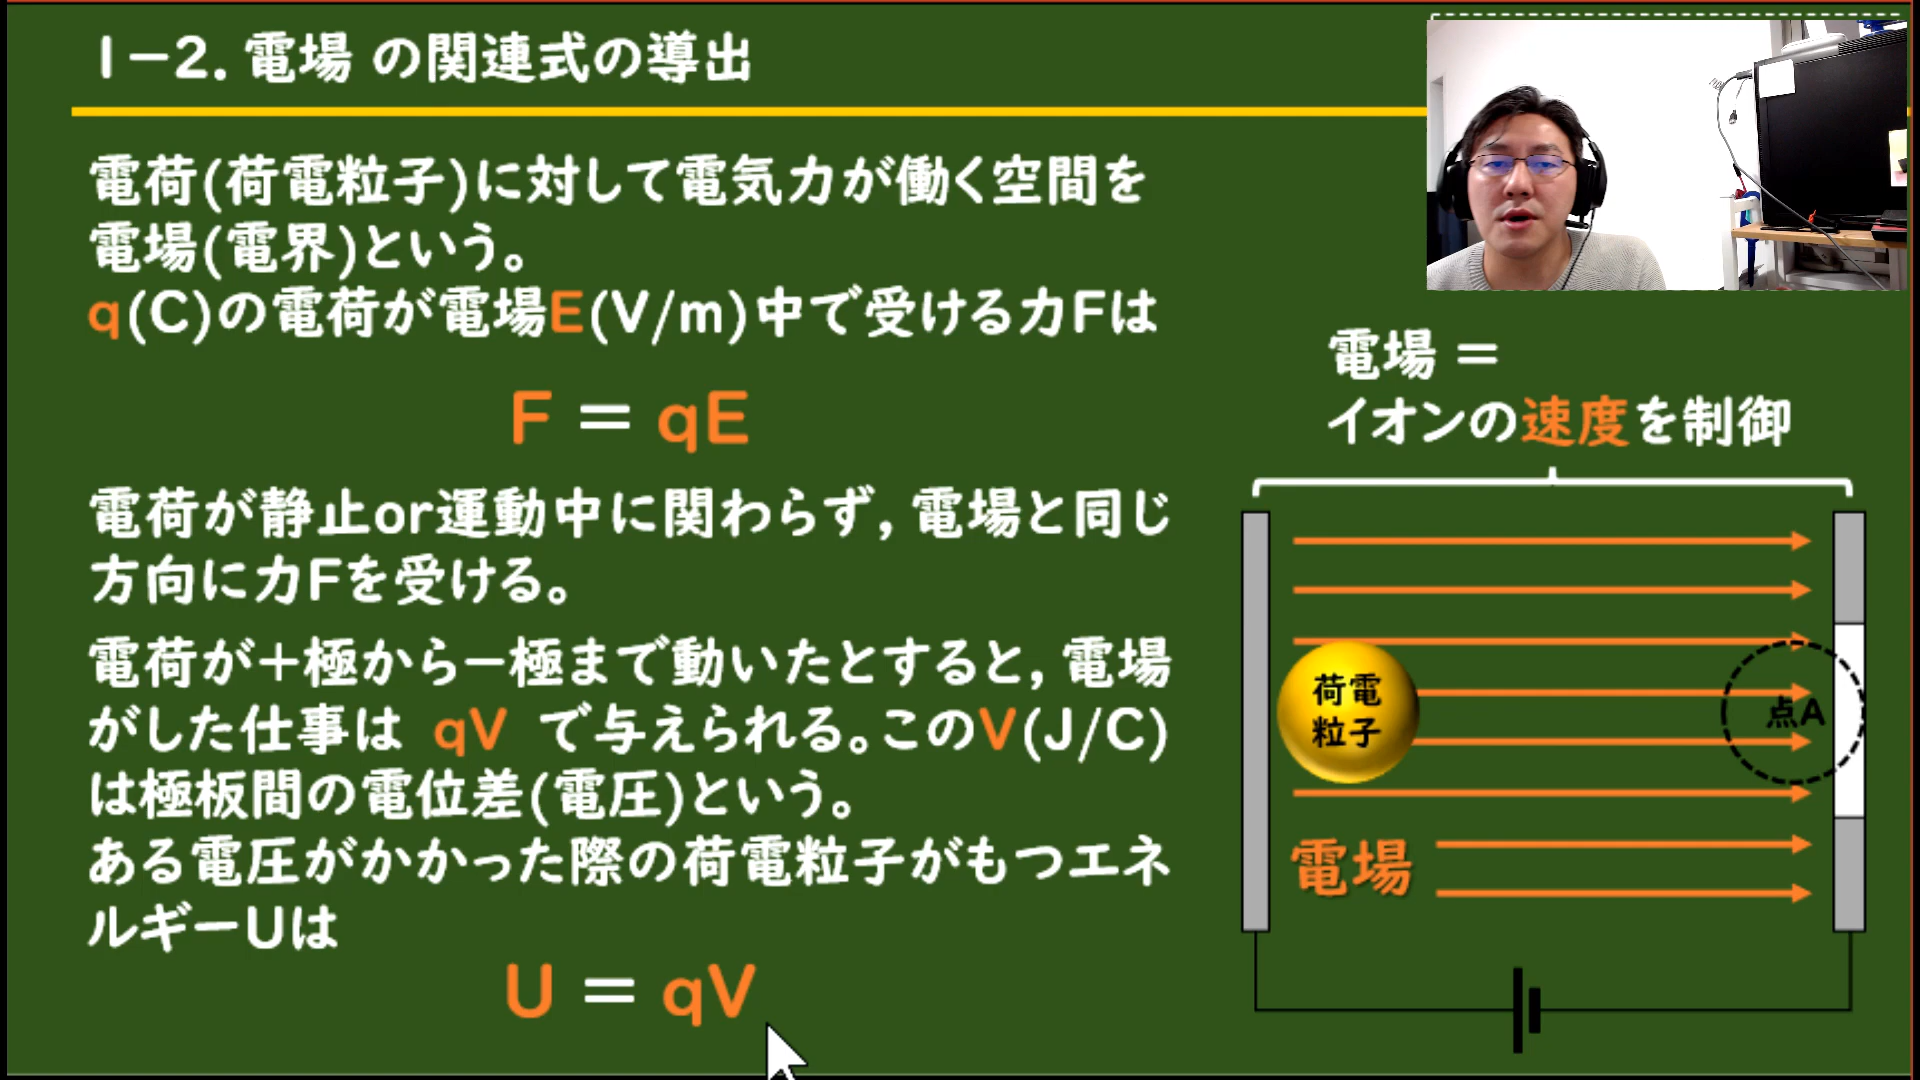 1-2. 電場 の関連式の導出
電荷(荷電粒子)に対して電気力が働く空間を
電場(電界)という。
q(C)の電荷が電場E(V/m)中で受ける力Fは
F = qE
電荷が静止or運動中に関わらず, 電場と同じ
方向に力Fを受ける。
電荷が+極から-極まで動いたとすると, 電場
がした仕事は qV で与えられる。このV(J/C)
は極板間の電位差(電圧)という。
ある電圧がかかった際の荷電粒子がもつエネ
ルギーUは
U = qV
電場 =
イオンの速度を制御
荷電
粒子
点A
電場